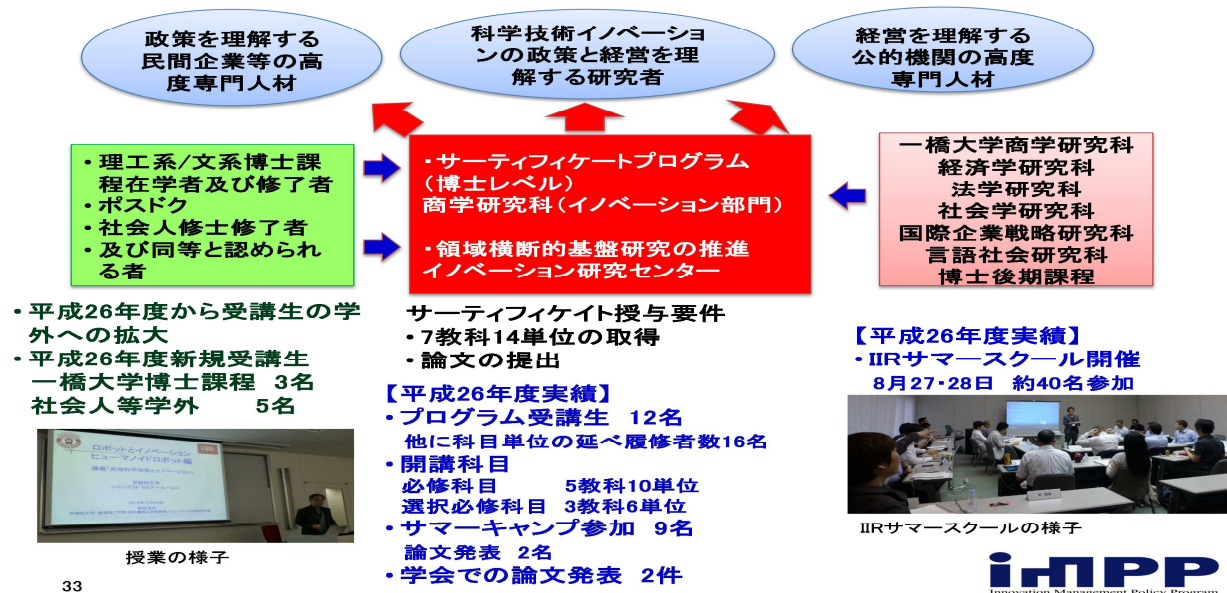 政策を理解する
民間企業等の高
度専門人材
科学技術イノベーショ
ンの政策と経営を理
解する研究者
経営を理解する
公的機関の高度
専門人材
・理工系/文系博士課
程在学者及び修了者
・ポスドク
・社会人修士修了者
・及び同等と認められ
る者
・サーティフィケートプログラム
（博士レベル）
商学研究科（イノベーション部門）
・領域横断的基盤研究の推進
イノベーション研究センター
一橋大学商学研究科
経済学研究科
法学研究科
社会学研究科
国際企業戦略研究科
言語社会研究科
博士後期課程
・平成26年度から受講生の学
外への拡大
・平成26年度新規受講生
一橋大学博士課程 3名
社会人等学外 5名
ロボットとイノベーション
ヒューマノイドロボット編
授業の様子
サーティフィケイト授与要件
・7教科14単位の取得
・論文の提出
【平成26年度実績】
・プログラム受講生 12名
他に科目単位の延べ履修者数16名
・開講科目
必修科目 5教科10単位
選択必修科目 3教科6単位
・サマーキャンプ参加 9名
論文発表 2名
・学会での論文発表 2件
【平成26年度実績】
・IIRサマースクール開催
8月27・28日 約40名参加
IIRサマースクールの様子
33
imPP
Innovation Management Policy Program